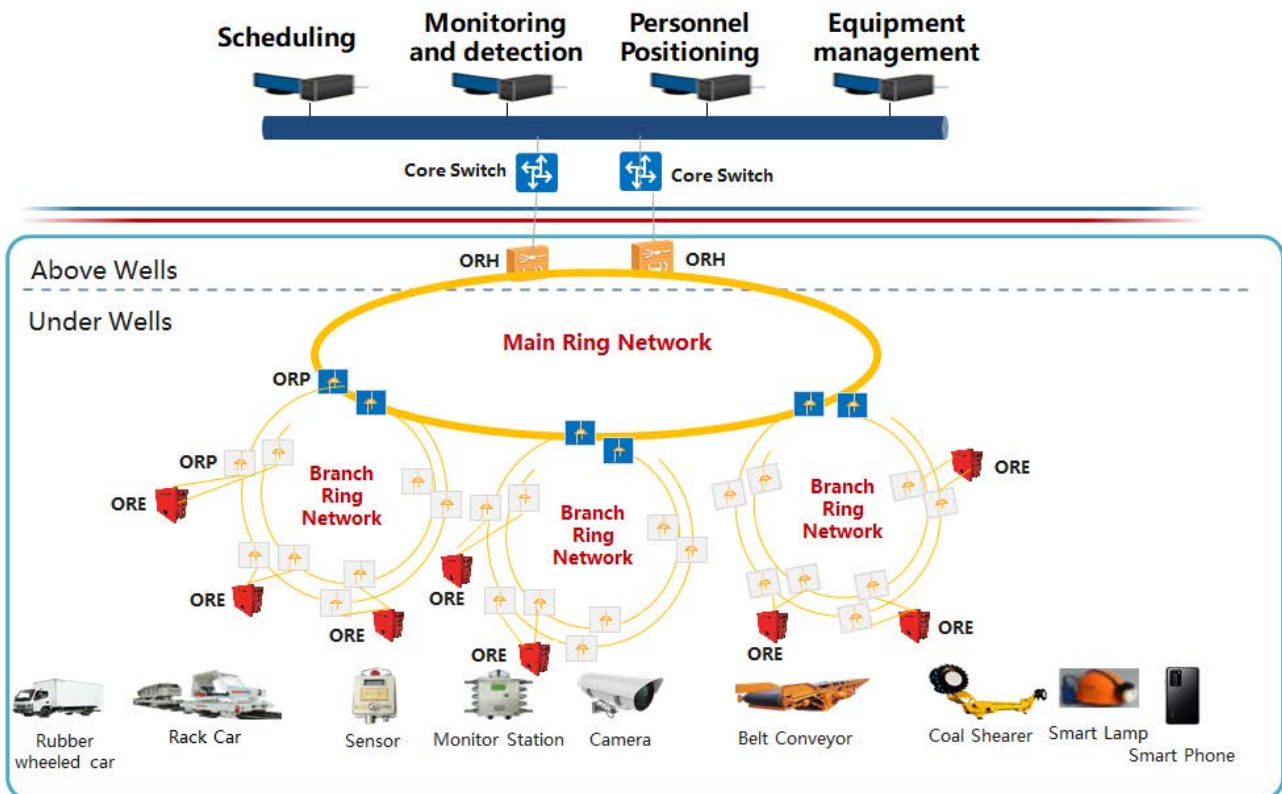 Scheduling
Monitoring
and detection
Personnel
Positioning
Equipment
management
Core Switch
Core Switch
ORH
ORH
Above Wells
Under Wells
Main Ring Network
ORP
ORP
ORE
Branch
Ring
Network
Branch
Ring
Network
Branch
Ring
Network
ORE
ORE
ORE
ORE
ORE
ORE
ORE
Rubber
wheeled car
Rack Car
Sensor
Monitor Station
Camera
Belt Conveyor
Coal Shearer
Smart Lamp
Smart Phone